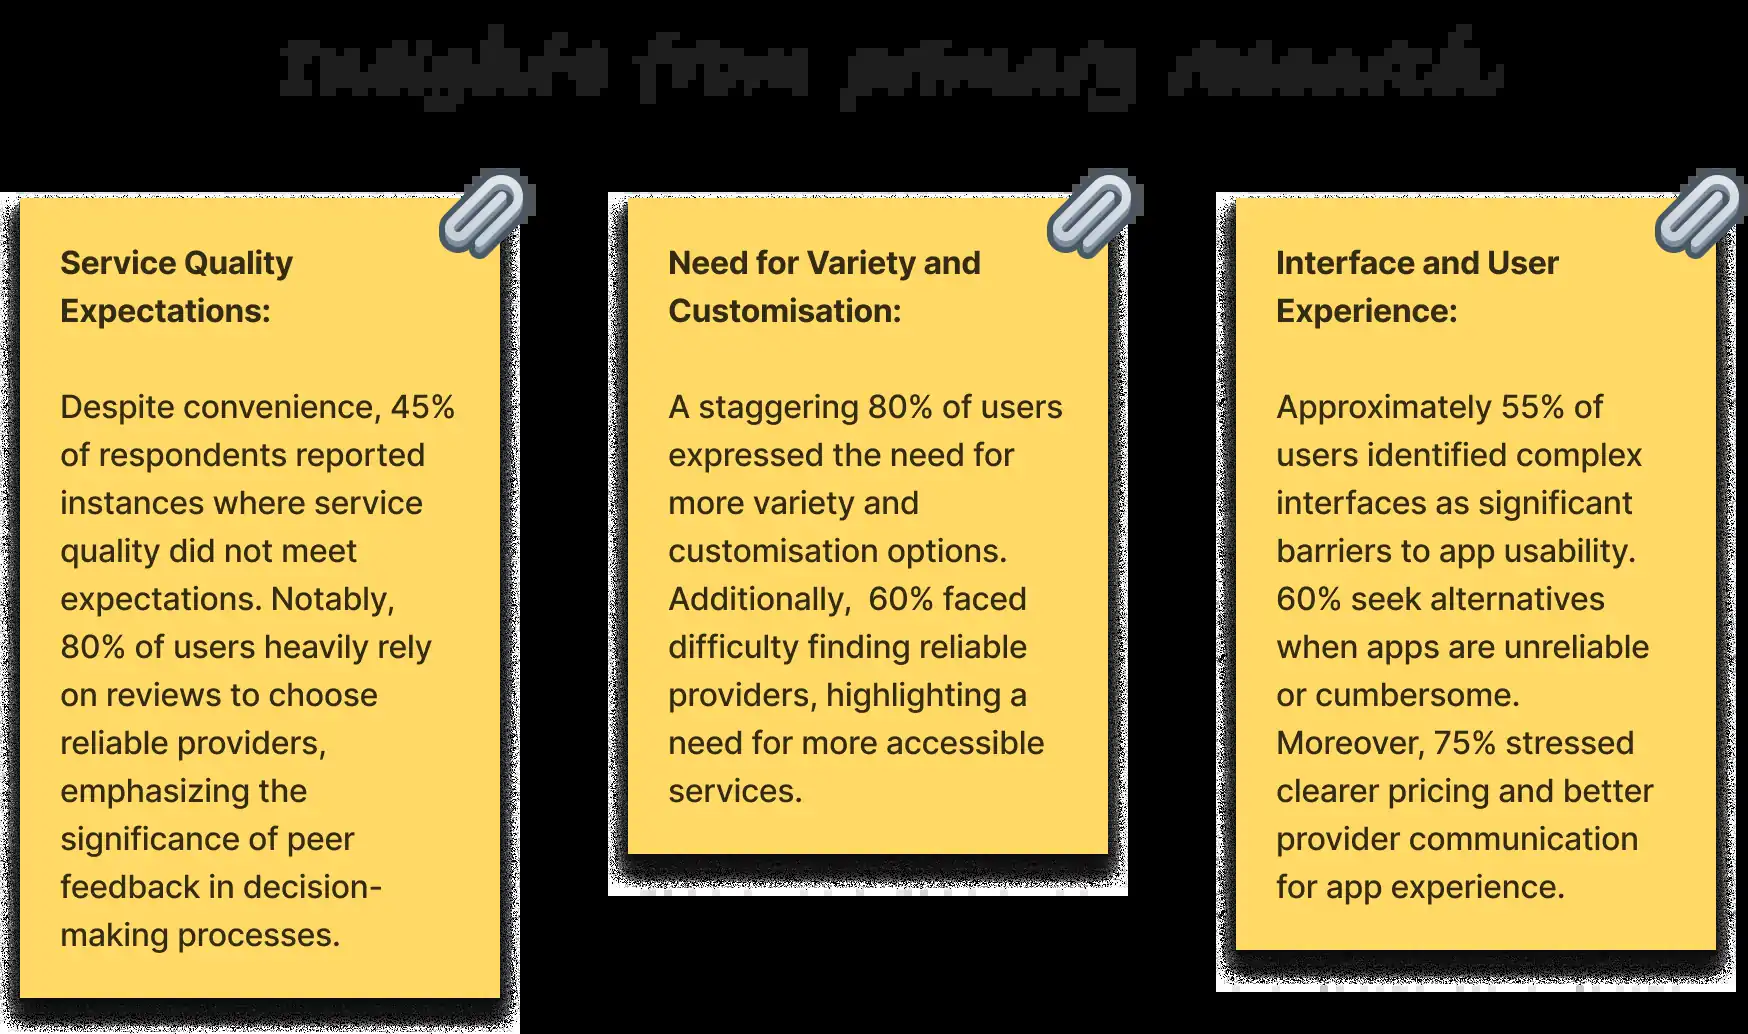 Insights from primary research.
Service Quality
Expectations:
Despite convenience, 45%
of respondents reported
instances where service
quality did not meet
expectations. Notably,
80% of users heavily rely
on reviews to choose
reliable providers,
emphasizing the
significance of peer
feedback in decision-
making processes.
Need for Variety and
Customisation:
A staggering 80% of users
expressed the need for
more variety and
customisation options.
Additionally,  60% faced
difficulty finding reliable
providers, highlighting a
need for more accessible
services.
Interface and User
Experience:
Approximately 55% of
users identified complex
interfaces as significant
barriers to app usability.
60% seek alternatives
when apps are unreliable
or cumbersome.
Moreover, 75% stressed
clearer pricing and better
provider communication
for app experience.